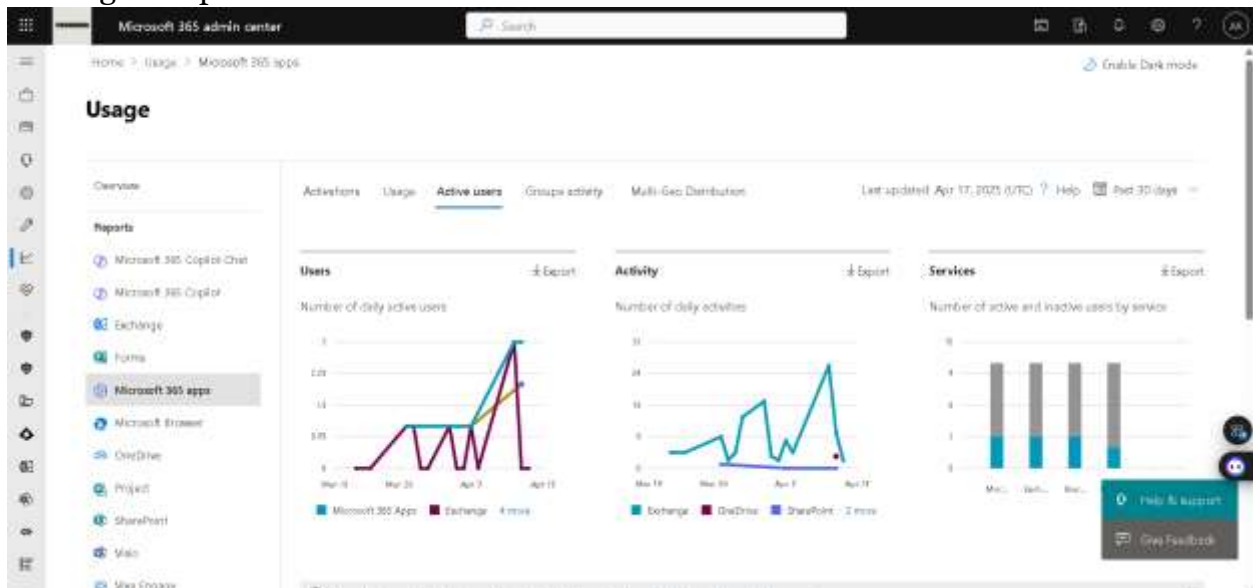 Microsoft 365 admin center
Search
Home > Usage > Microsoft 365 apps
Enable Dark mode
Usage
Overview
Reports
Microsoft 365 Copilot Chat
Microsoft 365 Copilot
Exchange
Forms
Microsoft 365 apps
Microsoft Browser
OneDrive
Project
SharePoint
Visio
Viva Engage
Activations Usage Active users Groups activity Multi-Geo Distribution
Last updated: Apr 17, 2025 (UTC) ? Help Past 30 days
Users Export
Number of daily active users
Microsoft 365 Apps Exchange 4 more
Activity Export
Number of daily activities
Exchange OneDrive SharePoint 2 more
Services Export
Number of active and inactive users by service
Help & support
Give Feedback